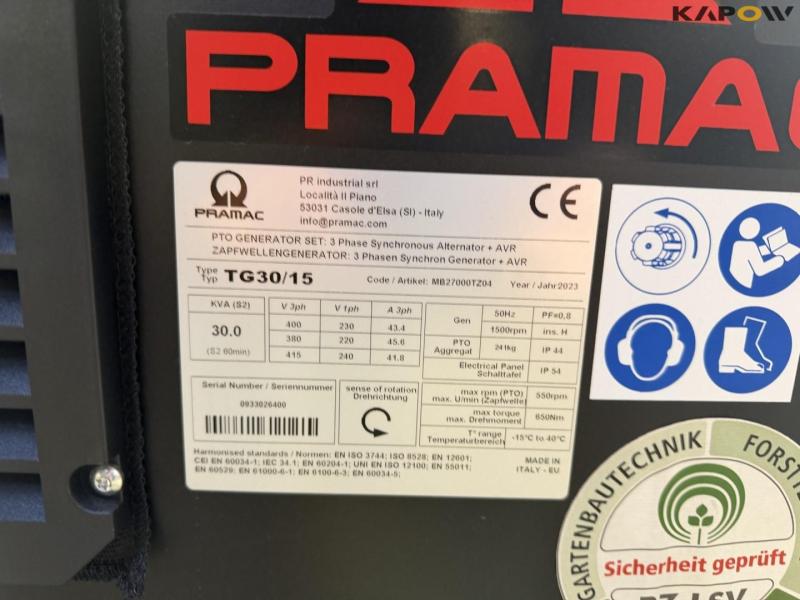 KAPOW
PRAMAC
PRAMAC
PR industrial srl
Località Il Piano
53031 Casole d'Elsa (SI) - Italy
info@pramac.com
CE
PTO GENERATOR SET: 3 Phase Synchronous Alternator + AVR
ZAPFWELLENGENERATOR: 3 Phasen Synchron Generator + AVR
Type
Typ TG30/15 Code / Artikel: MB27000TZ04 Year / Jahr 2023
KVA (S2)
30.0
(S2 60min)
V 3ph V 1ph A 3ph
400 230 43.4
380 220 45.6
415 240 41.8
Gen 50Hz PF=0,8
1500rpm ins. H
PTO
Aggregat 241kg IP 44
Electrical Panel
Schalttafel IP 54
Serial Number / Seriennummer
0933026400
sense of rotation
Drehrichtung
max rpm (PTO)
max. U/min (Zapfwelle) 550rpm
max torque
max. Drehmoment 650Nm
T° range
Temperaturbereich -15°C to 40°C
Harmonised standards / Normen: EN ISO 3744; ISO 8528; EN 12601;
CEI EN 60034-1; IEC 34.1; EN 60204-1; UNI EN ISO 12100; EN 55011;
EN 60529; EN 61000-6-1; EN 6100-6-3; EN 60034-5;
MADE IN
ITALY - EU
GARTENBAUTECHNIK
Sicherheit geprüft